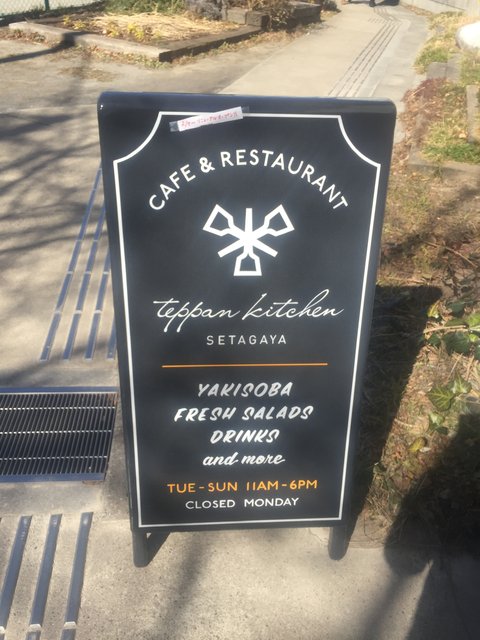 CAFE & RESTAURANT
teppan kitchen
SETAGAYA
YAKISOBA
FRESH SALADS
DRINKS
and more
TUE-SUN 11AM-6PM
CLOSED MONDAY